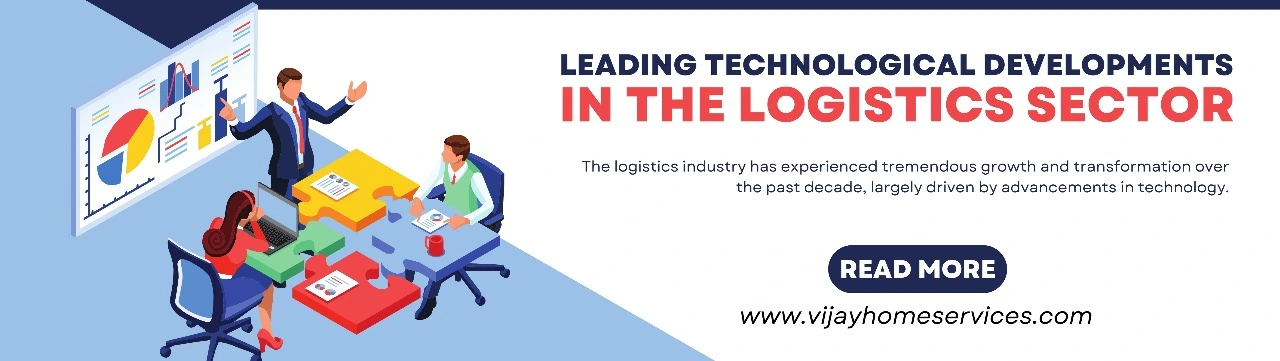 LEADING TECHNOLOGICAL DEVELOPMENTS
IN THE LOGISTICS SECTOR
The logistics industry has experienced tremendous growth and transformation over
the past decade, largely driven by advancements in technology.
READ MORE
www.vijayhomeservices.com